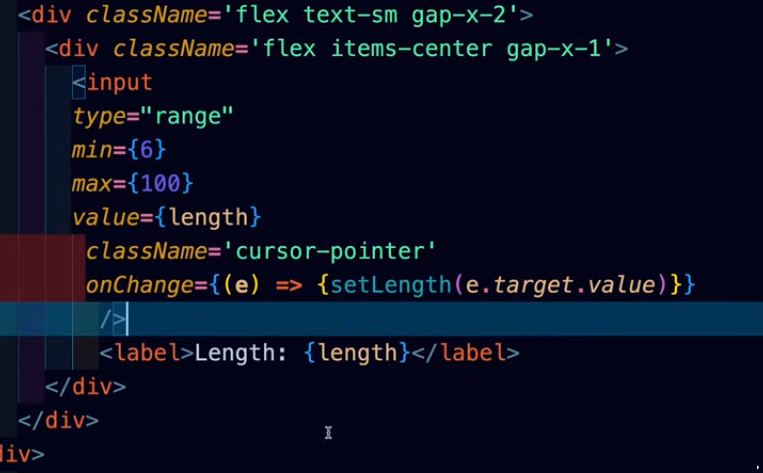 <div className='flex text-sm gap-x-2'>
<div className='flex items-center gap-x-1'>
<input
type="range"
min={6}
max={100}
value={length}
className='cursor-pointer'
onChange={(e) => {setLength(e.target.value)}}
/>
<label>Length: {length}</label>
</div>
</div>
div>